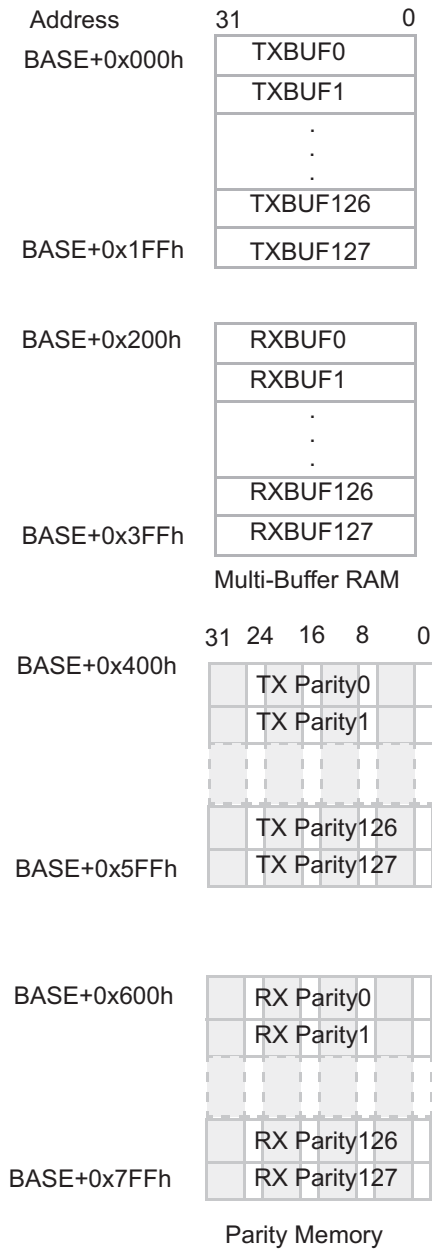 Address 31 0
BASE+0x000h TXBUF0
TXBUF1
.
.
.
TXBUF126
BASE+0x1FFh TXBUF127
BASE+0x200h RXBUF0
RXBUF1
.
.
.
RXBUF126
BASE+0x3FFh RXBUF127
Multi-Buffer RAM
31 24 16 8 0
BASE+0x400h TX Parity0
TX Parity1
TX Parity126
BASE+0x5FFh TX Parity127
BASE+0x600h RX Parity0
RX Parity1
RX Parity126
BASE+0x7FFh RX Parity127
Parity Memory